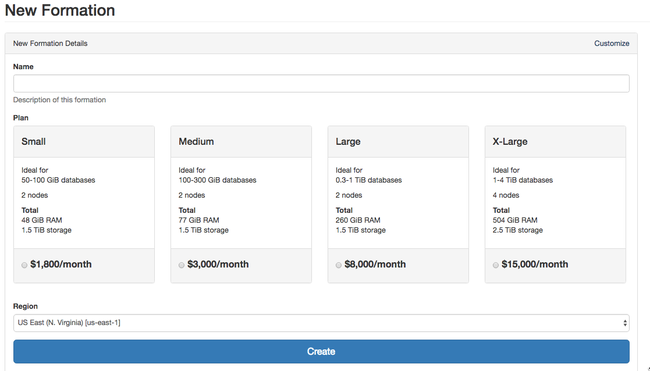 New Formation
New Formation Details
Customize
Name
Description of this formation
Plan
Small
Ideal for
50-100 GiB databases
2 nodes
Total
48 GiB RAM
1.5 TiB storage
$1,800/month
Medium
Ideal for
100-300 GiB databases
2 nodes
Total
77 GiB RAM
1.5 TiB storage
$3,000/month
Large
Ideal for
0.3-1 TiB databases
2 nodes
Total
260 GiB RAM
1.5 TiB storage
$8,000/month
X-Large
Ideal for
1-4 TiB databases
4 nodes
Total
504 GiB RAM
2.5 TiB storage
$15,000/month
Region
US East (N. Virginia) [us-east-1]
Create